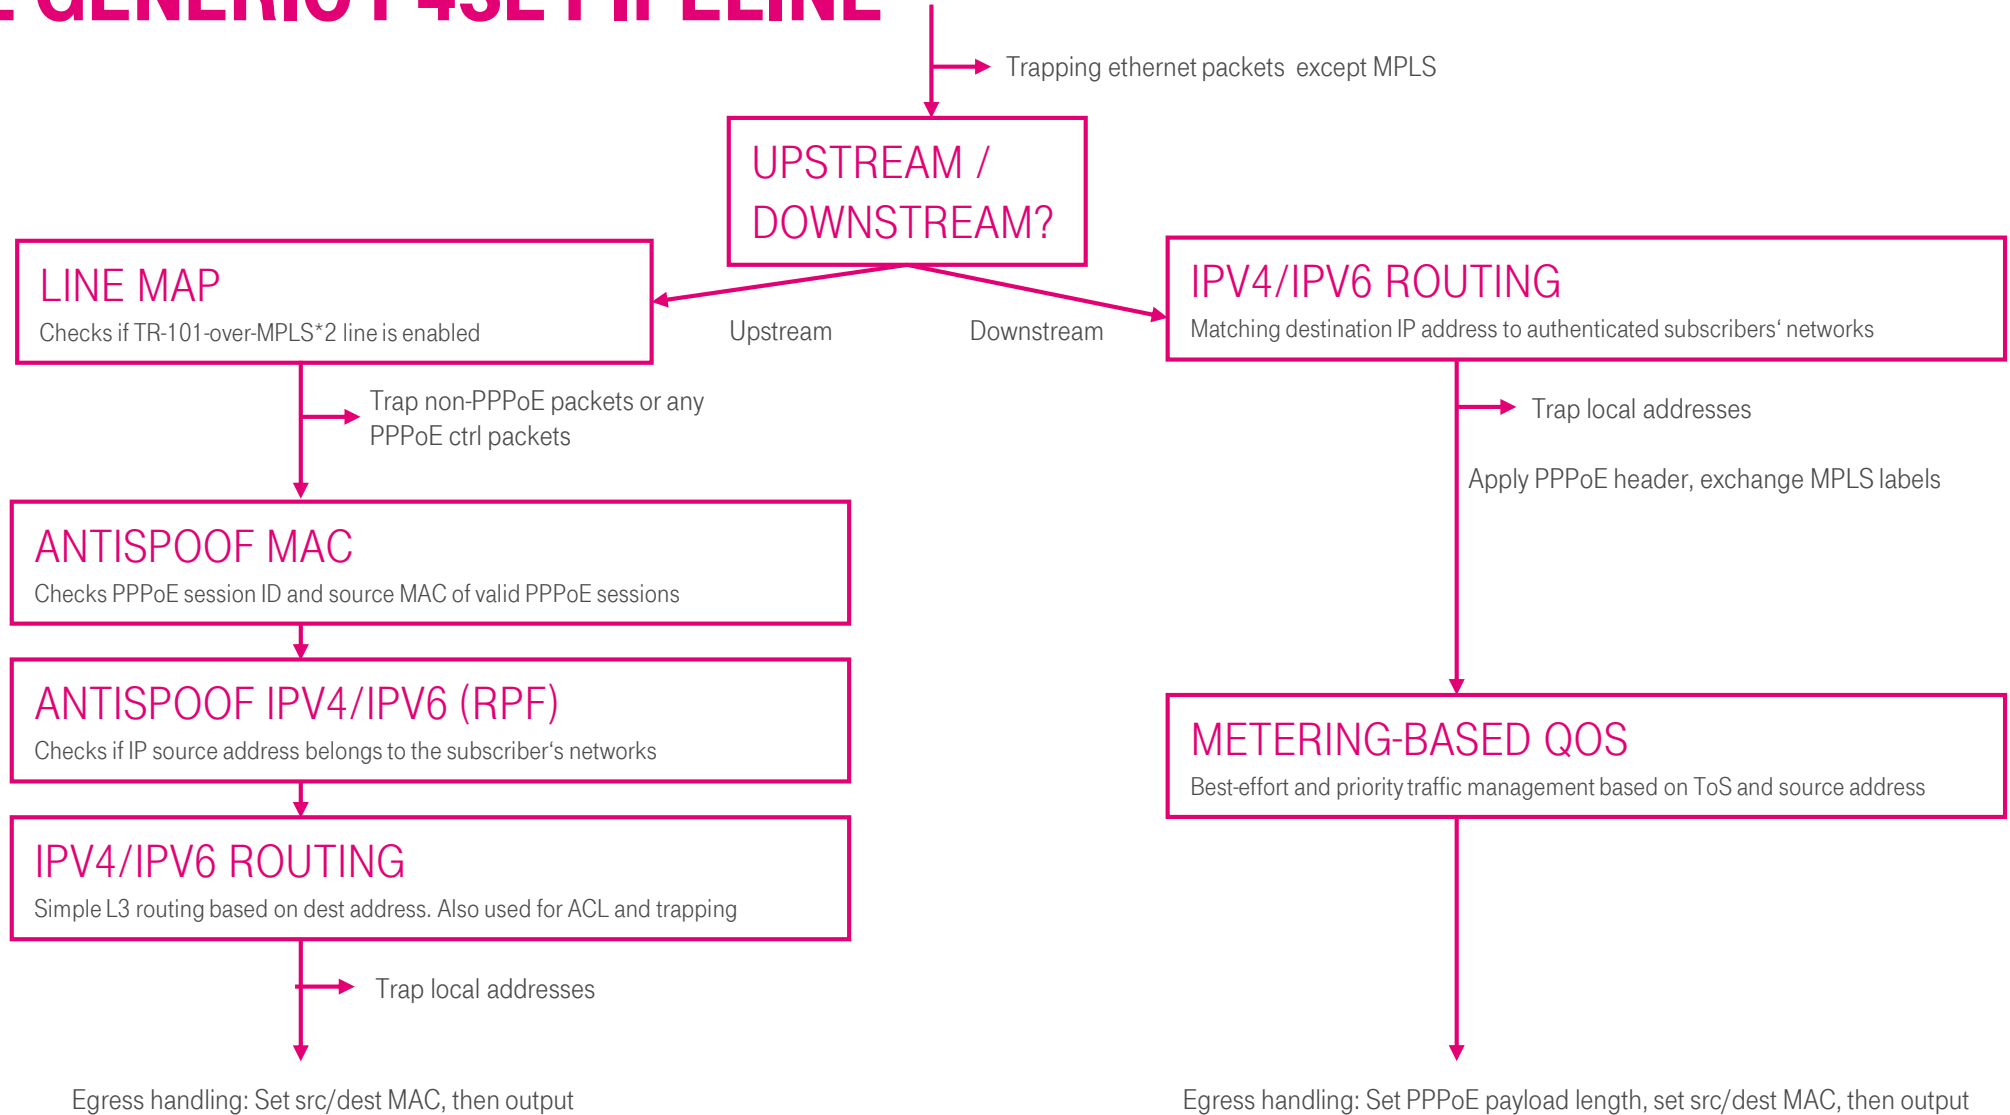 GENERIC P4SE PIPELINE
Trapping ethernet packets except MPLS
UPSTREAM /
DOWNSTREAM?
LINE MAP
Checks if TR-101-over-MPLS*2 line is enabled
Upstream
Downstream
IPV4/IPV6 ROUTING
Matching destination IP address to authenticated subscribers‘ networks
Trap non-PPPoE packets or any
PPPoE ctrl packets
Trap local addresses
Apply PPPoE header, exchange MPLS labels
ANTISPOOF MAC
Checks PPPoE session ID and source MAC of valid PPPoE sessions
ANTISPOOF IPV4/IPV6 (RPF)
Checks if IP source address belongs to the subscriber‘s networks
METERING-BASED QOS
Best-effort and priority traffic management based on ToS and source address
IPV4/IPV6 ROUTING
Simple L3 routing based on dest address. Also used for ACL and trapping
Trap local addresses
Egress handling: Set src/dest MAC, then output
Egress handling: Set PPPoE payload length, set src/dest MAC, then output